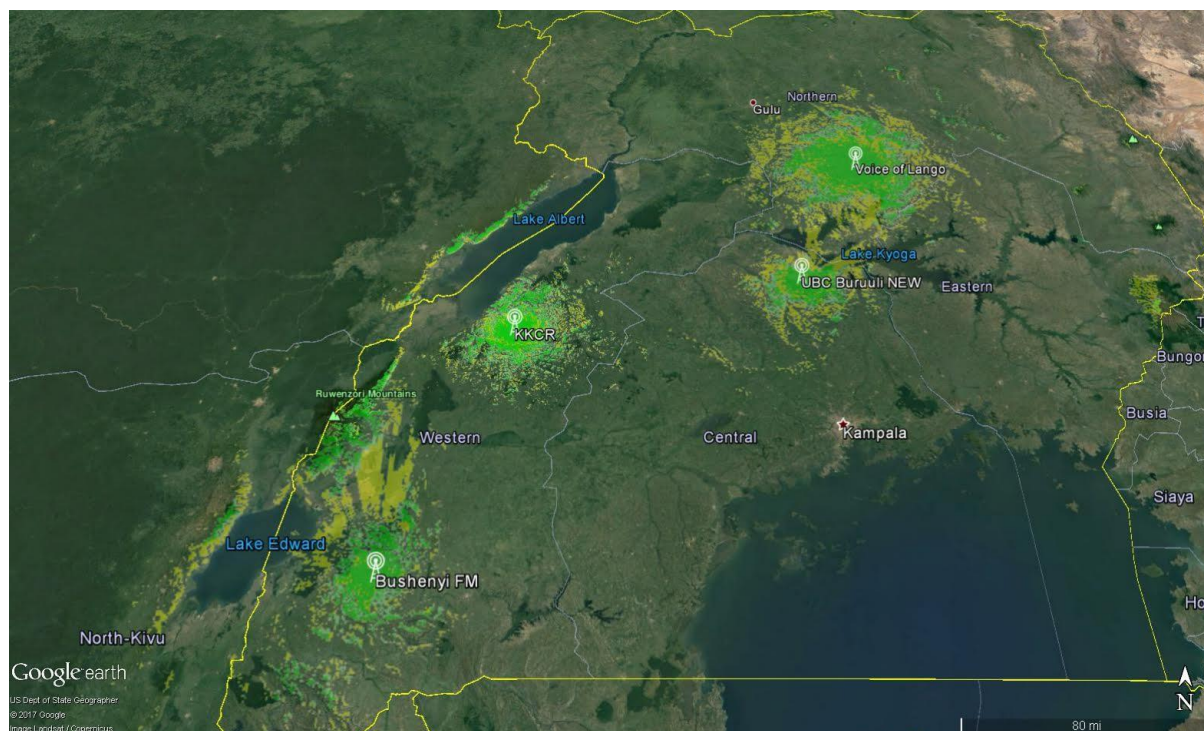 Northern
Gulu
Voice of Lango
Lake Albert
Lake Kyoga
UBC Buruuli NEW
Eastern
KKCR
Ruwenzori Mountains
Western
Central
Kampala
Busia
Siaya
Lake Edward
Bushenyi FM
North-Kivu
Google earth
US Dept of State Geographer
© 2017 Google
Image Landsat / Copernicus
N
80 mi